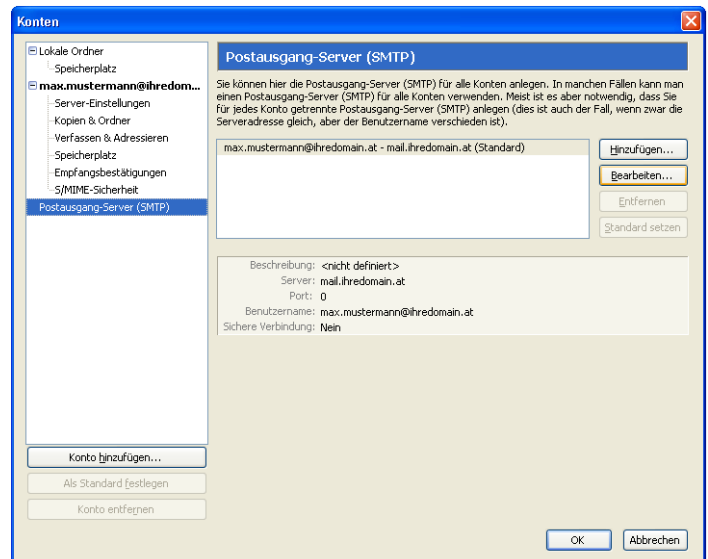 Konten
Lokale Ordner
Speicherplatz
max.mustermann@ihredom...
Server-Einstellungen
Kopien & Ordner
Verfassen & Adressieren
Speicherplatz
Empfangsbestätigungen
S/MIME-Sicherheit
Postausgang-Server (SMTP)
Konto hinzufügen...
Als Standard festlegen
Konto entfernen
Postausgang-Server (SMTP)
Sie können hier die Postausgang-Server (SMTP) für alle Konten anlegen. In manchen Fällen kann man
einen Postausgang-Server (SMTP) für alle Konten verwenden. Meist ist es aber notwendig, dass Sie
für jedes Konto getrennte Postausgang-Server (SMTP) anlegen (dies ist auch der Fall, wenn zwar die
Serveradresse gleich, aber der Benutzername verschieden ist).
max.mustermann@ihredomain.at - mail.ihredomain.at (Standard)
Hinzufügen...
Bearbeiten...
Entfernen
Standard setzen
Beschreibung: <nicht definiert>
Server: mail.ihredomain.at
Port: 0
Benutzername: max.mustermann@ihredomain.at
Sichere Verbindung: Nein
OK
Abbrechen